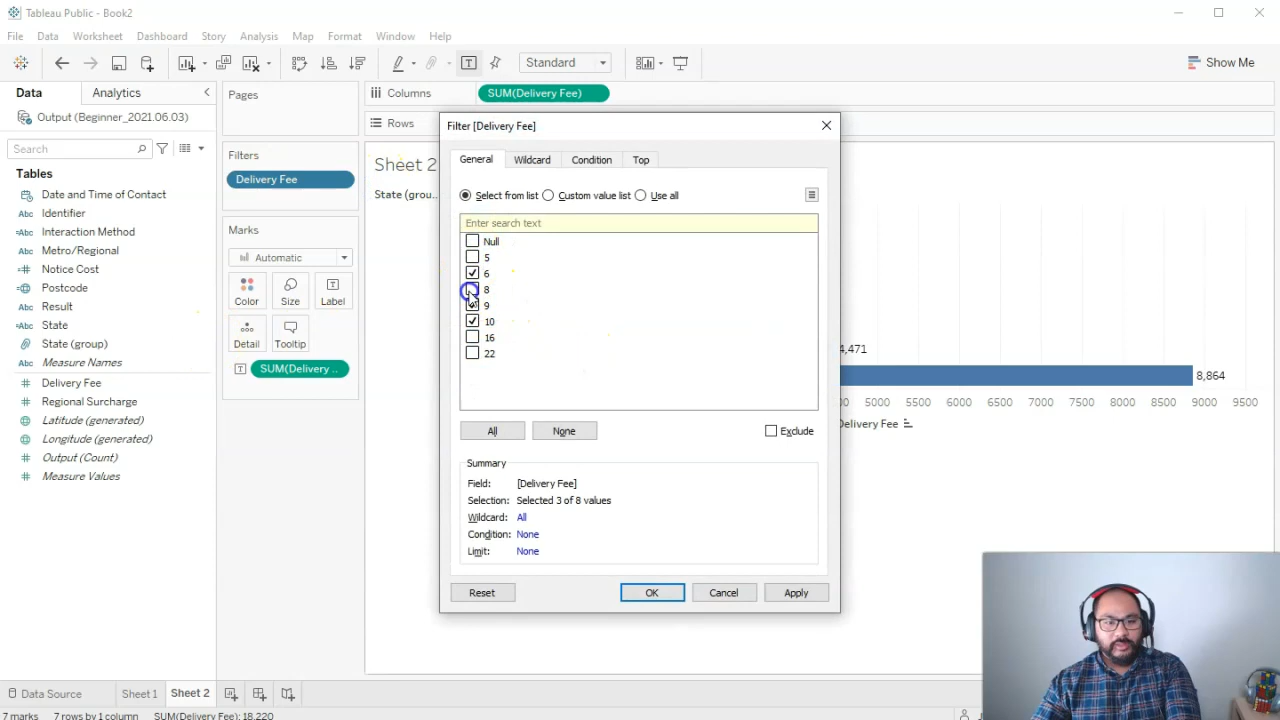 Tableau Public - Book2
File Data Worksheet Dashboard Story Analysis Map Format Window Help
Standard
Show Me
Data Analytics
Pages
Columns
SUM(Delivery Fee)
Output (Beginner_2021.06.03)
Rows
Search
Tables
Date and Time of Contact
Abc Identifier
Abc Interaction Method
Abc Metro/Regional
Notice Cost
Postcode
Abc Result
State
State (group)
Abc Measure Names
# Delivery Fee
# Regional Surcharge
Latitude (generated)
Longitude (generated)
# Output (Count)
# Measure Values
Filters
Delivery Fee
Marks
Automatic
Color
Size
Label
Detail
Tooltip
SUM(Delivery ..
Sheet 2
State (grou..
Filter [Delivery Fee]
General Wildcard Condition Top
Select from list Custom value list Use all
Enter search text
Null
5
6
8
9
10
16
22
All
None
Exclude
Summary
Field: [Delivery Fee]
Selection: Selected 3 of 8 values
Wildcard: All
Condition: None
Limit: None
Reset
OK
Cancel
Apply
4,471
8,864
5000 5500 6000 6500 7000 7500 8000 8500 9000 9500
Delivery Fee
Data Source
Sheet 1
Sheet 2
7 marks 7 rows by 1 column SUM(Delivery Fee): 18,220